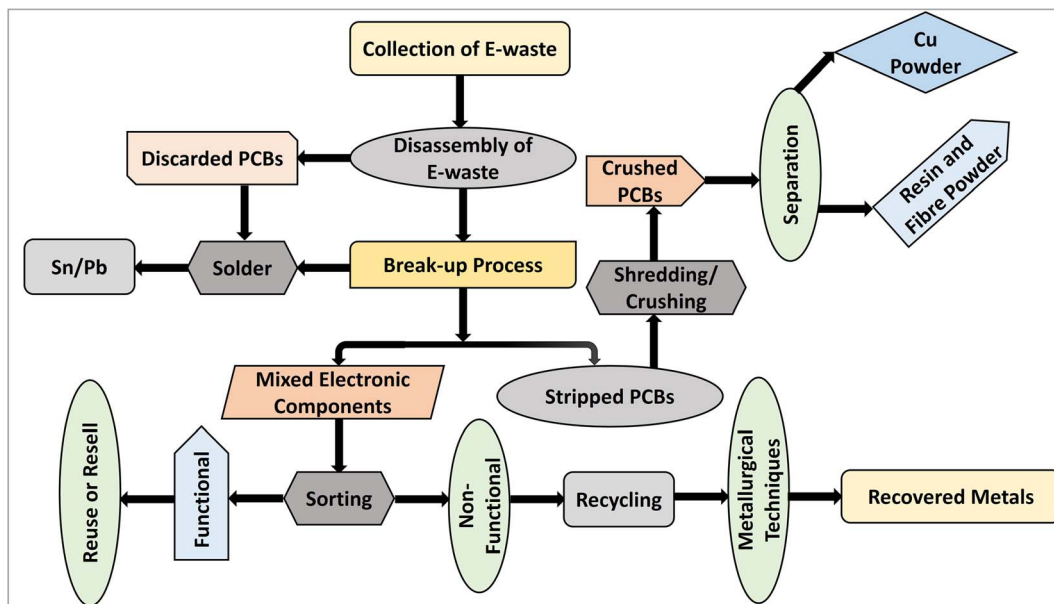 Collection of E-waste
Cu
Powder
Discarded PCBs
Disassembly of
E-waste
Crushed
PCBs
Separation
Resin and
Fibre Powder
Sn/Pb
Solder
Break-up Process
Shredding/
Crushing
Mixed Electronic
Components
Stripped PCBs
Reuse or Resell
Functional
Sorting
Non-
Functional
Recycling
Metallurgical
Techniques
Recovered Metals